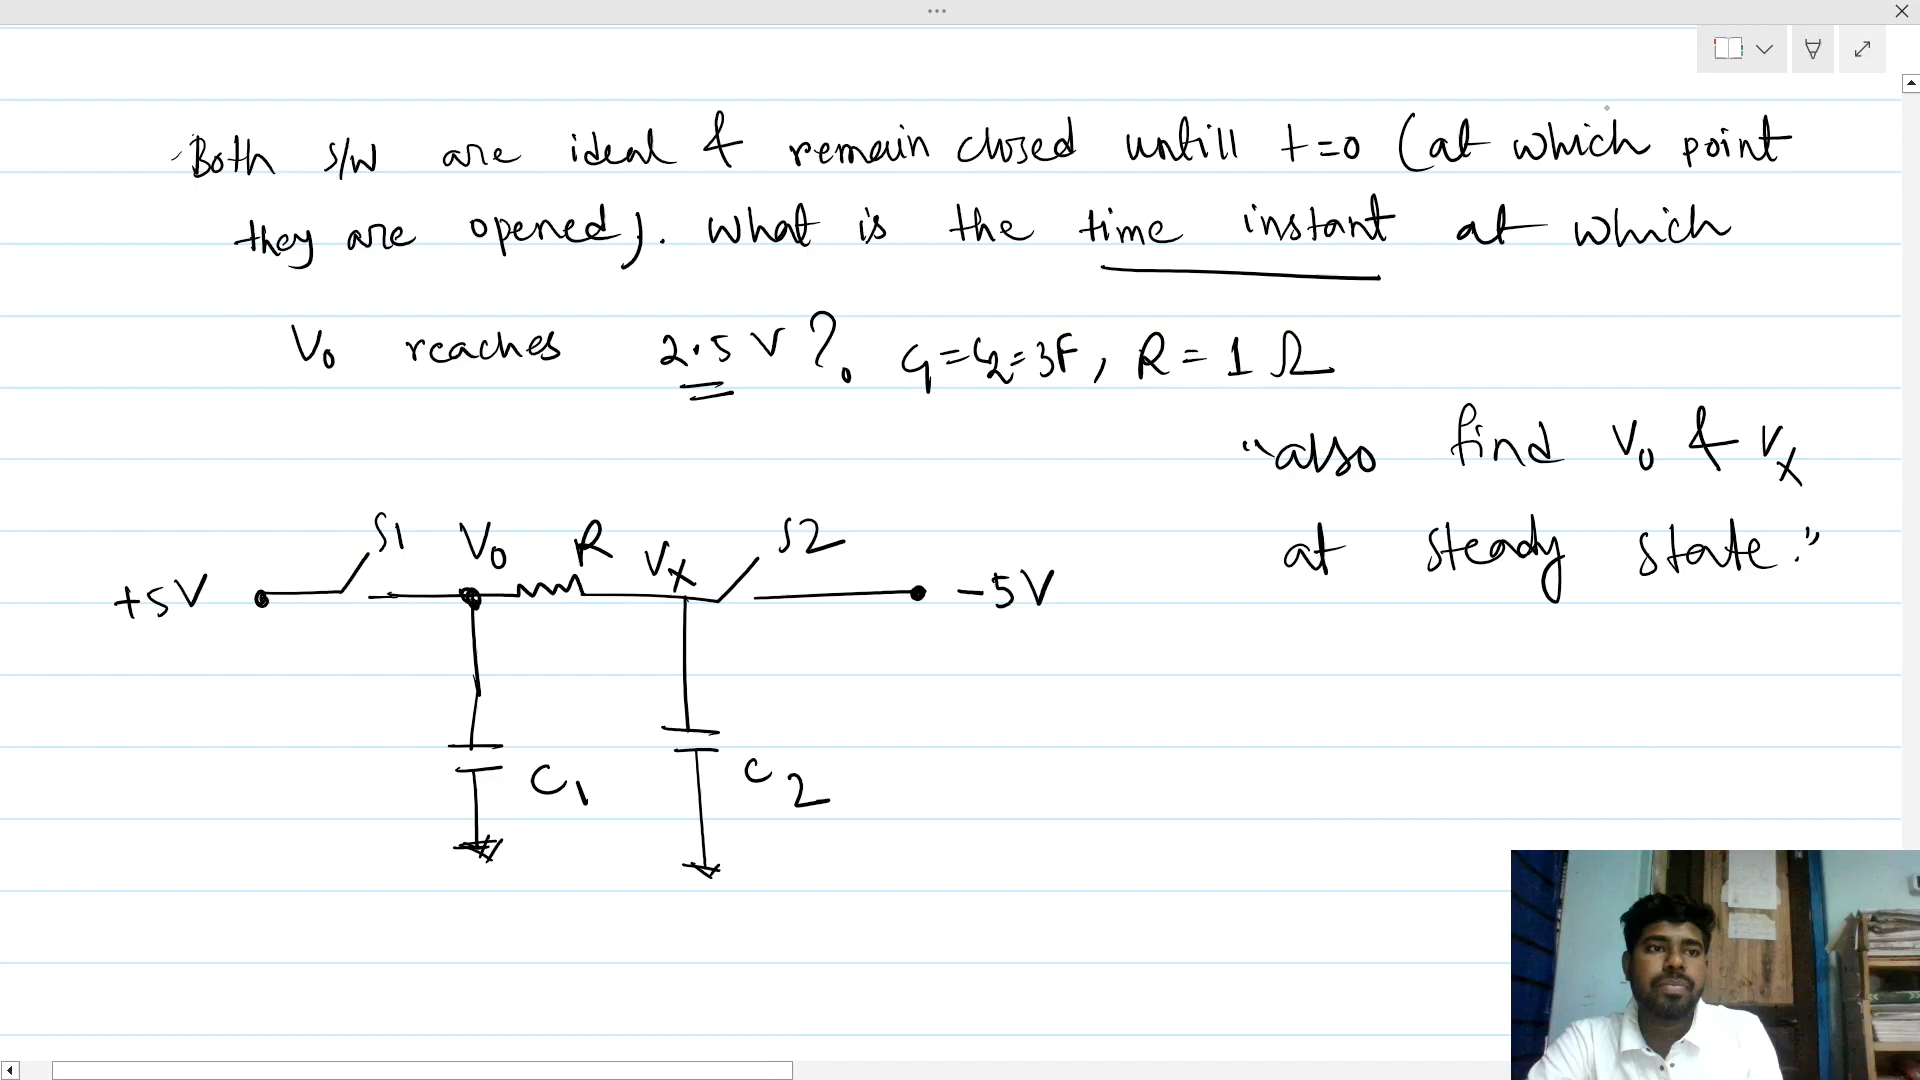 Both S/W are ideal & remain closed untill t=0 (at which point
they are opened). What is the time instant at which
V₀ reaches 2.5 V ?. C₁=C₂=3F, R = 1 Ω
"also find V₀ & Vₓ
at steady state."
S1 V₀ R Vₓ S2
+5V -5V
C₁ C₂